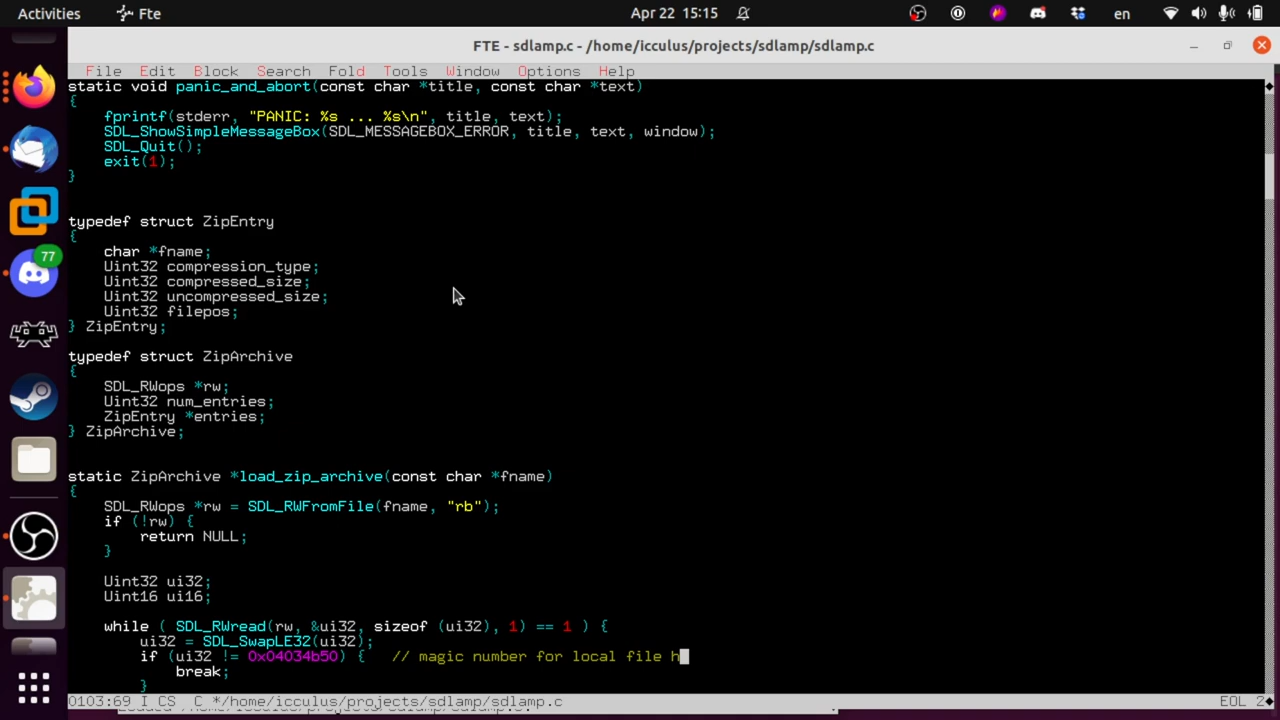 Activities
Fte
Apr 22 15:15
en
FTE - sdlamp.c - /home/icculus/projects/sdlamp/sdlamp.c
File Edit Block Search Fold Tools Window Options Help
static void panic_and_abort(const char *title, const char *text)
{
    fprintf(stderr, "PANIC: %s ... %s\n", title, text);
    SDL_ShowSimpleMessageBox(SDL_MESSAGEBOX_ERROR, title, text, window);
    SDL_Quit();
    exit(1);
}
typedef struct ZipEntry
{
    char *fname;
    Uint32 compression_type;
    Uint32 compressed_size;
    Uint32 uncompressed_size;
    Uint32 filepos;
} ZipEntry;
typedef struct ZipArchive
{
    SDL_RWops *rw;
    Uint32 num_entries;
    ZipEntry *entries;
} ZipArchive;
static ZipArchive *load_zip_archive(const char *fname)
{
    SDL_RWops *rw = SDL_RWFromFile(fname, "rb");
    if (!rw) {
        return NULL;
    }
    Uint32 ui32;
    Uint16 ui16;
    while ( SDL_RWread(rw, &ui32, sizeof (ui32), 1) == 1 ) {
        ui32 = SDL_SwapLE32(ui32);
        if (ui32 != 0x04034b50) {   // magic number for local file h
            break;
        }
0103:69 I CS  C */home/icculus/projects/sdlamp/sdlamp.c
EOL 2
77